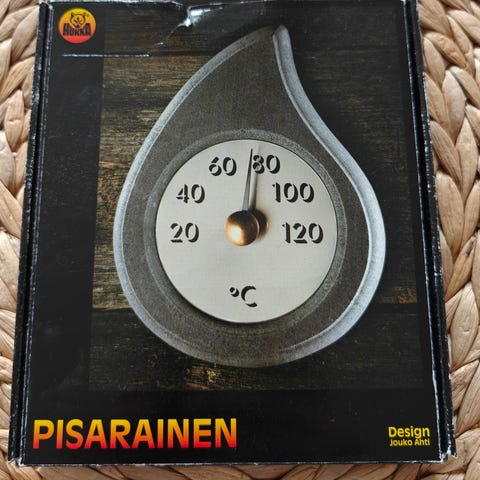 HUKKA
60 80
40 100
20 120
°C
PISARAINEN
Design
Jouko Ahti